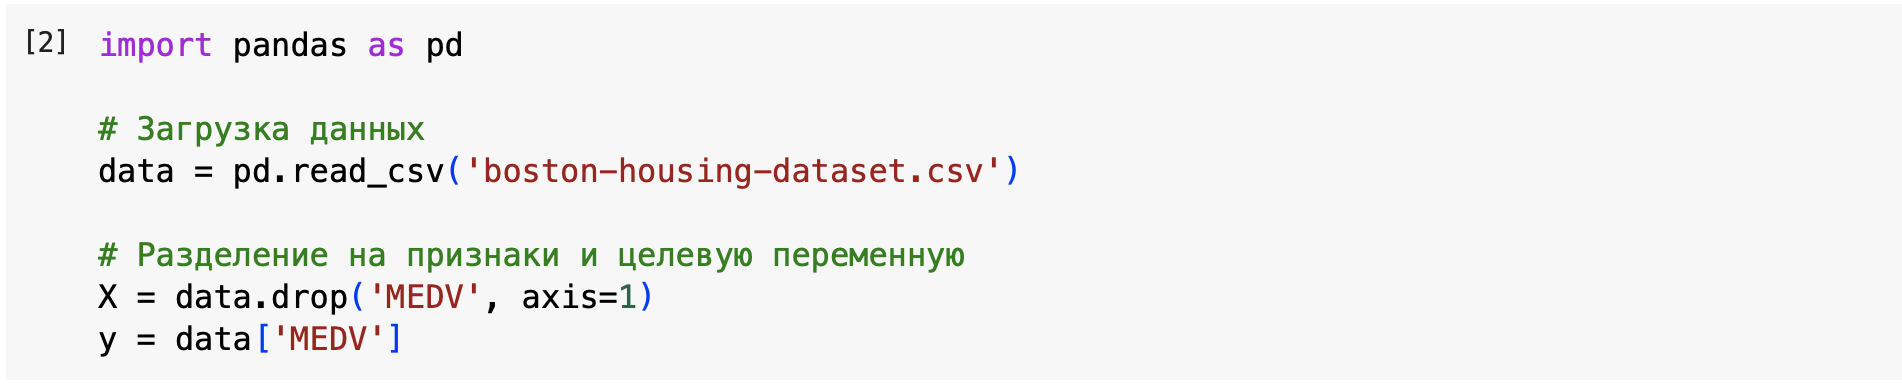 [2] import pandas as pd
# Загрузка данных
data = pd.read_csv('boston-housing-dataset.csv')
# Разделение на признаки и целевую переменную
X = data.drop('MEDV', axis=1)
y = data['MEDV']